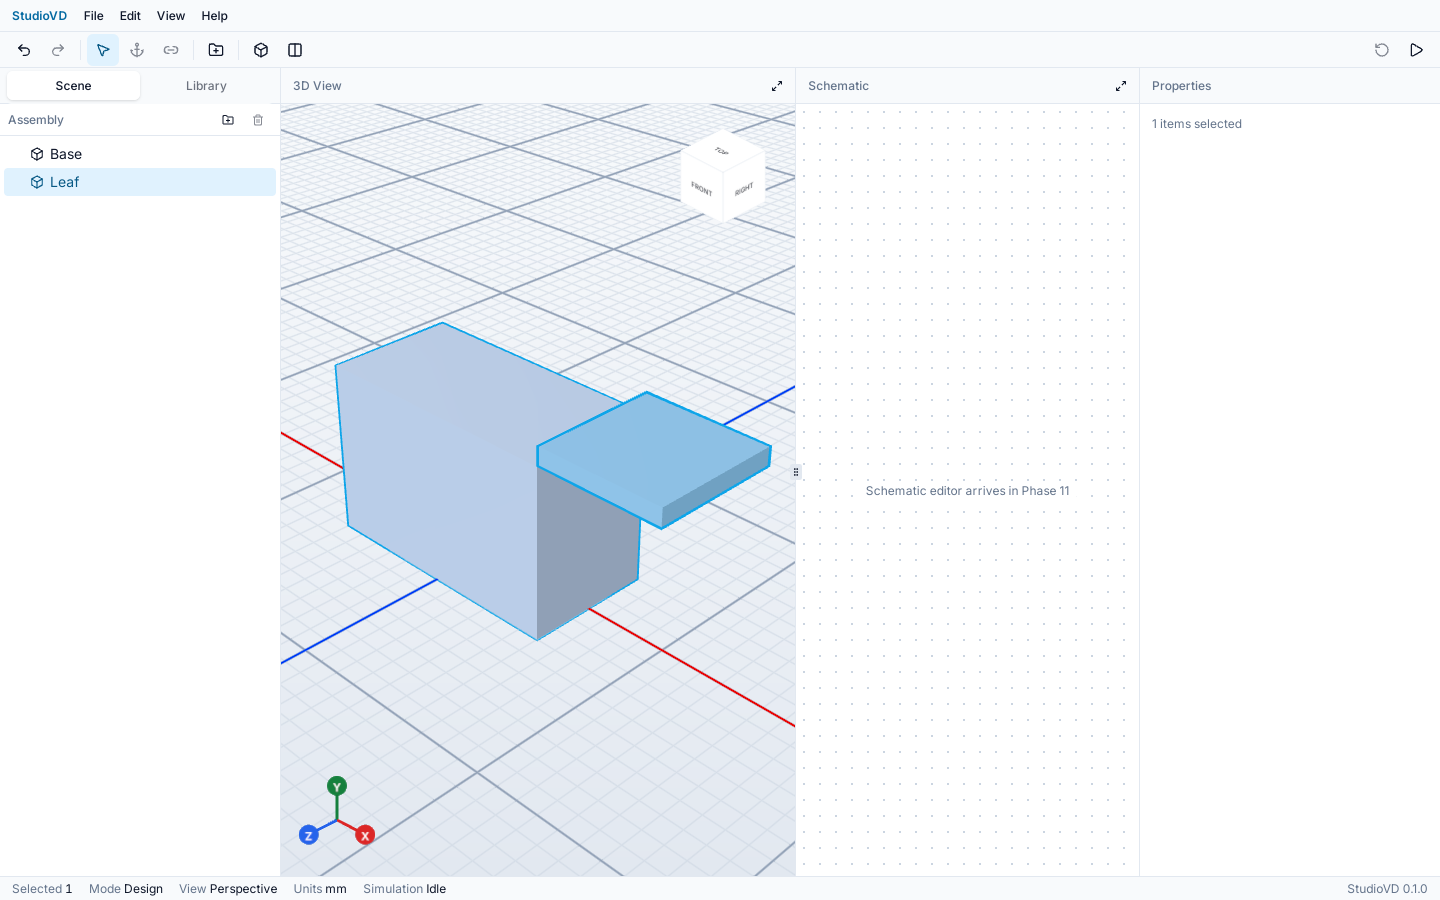 StudioVD File Edit View Help
Scene Library
3D View
Schematic
Properties
Assembly
1 items selected
Base
Leaf
TOP
FRONT
RIGHT
Schematic editor arrives in Phase 11
Y
Z
X
Selected 1 Mode Design View Perspective Units mm Simulation Idle
StudioVD 0.1.0